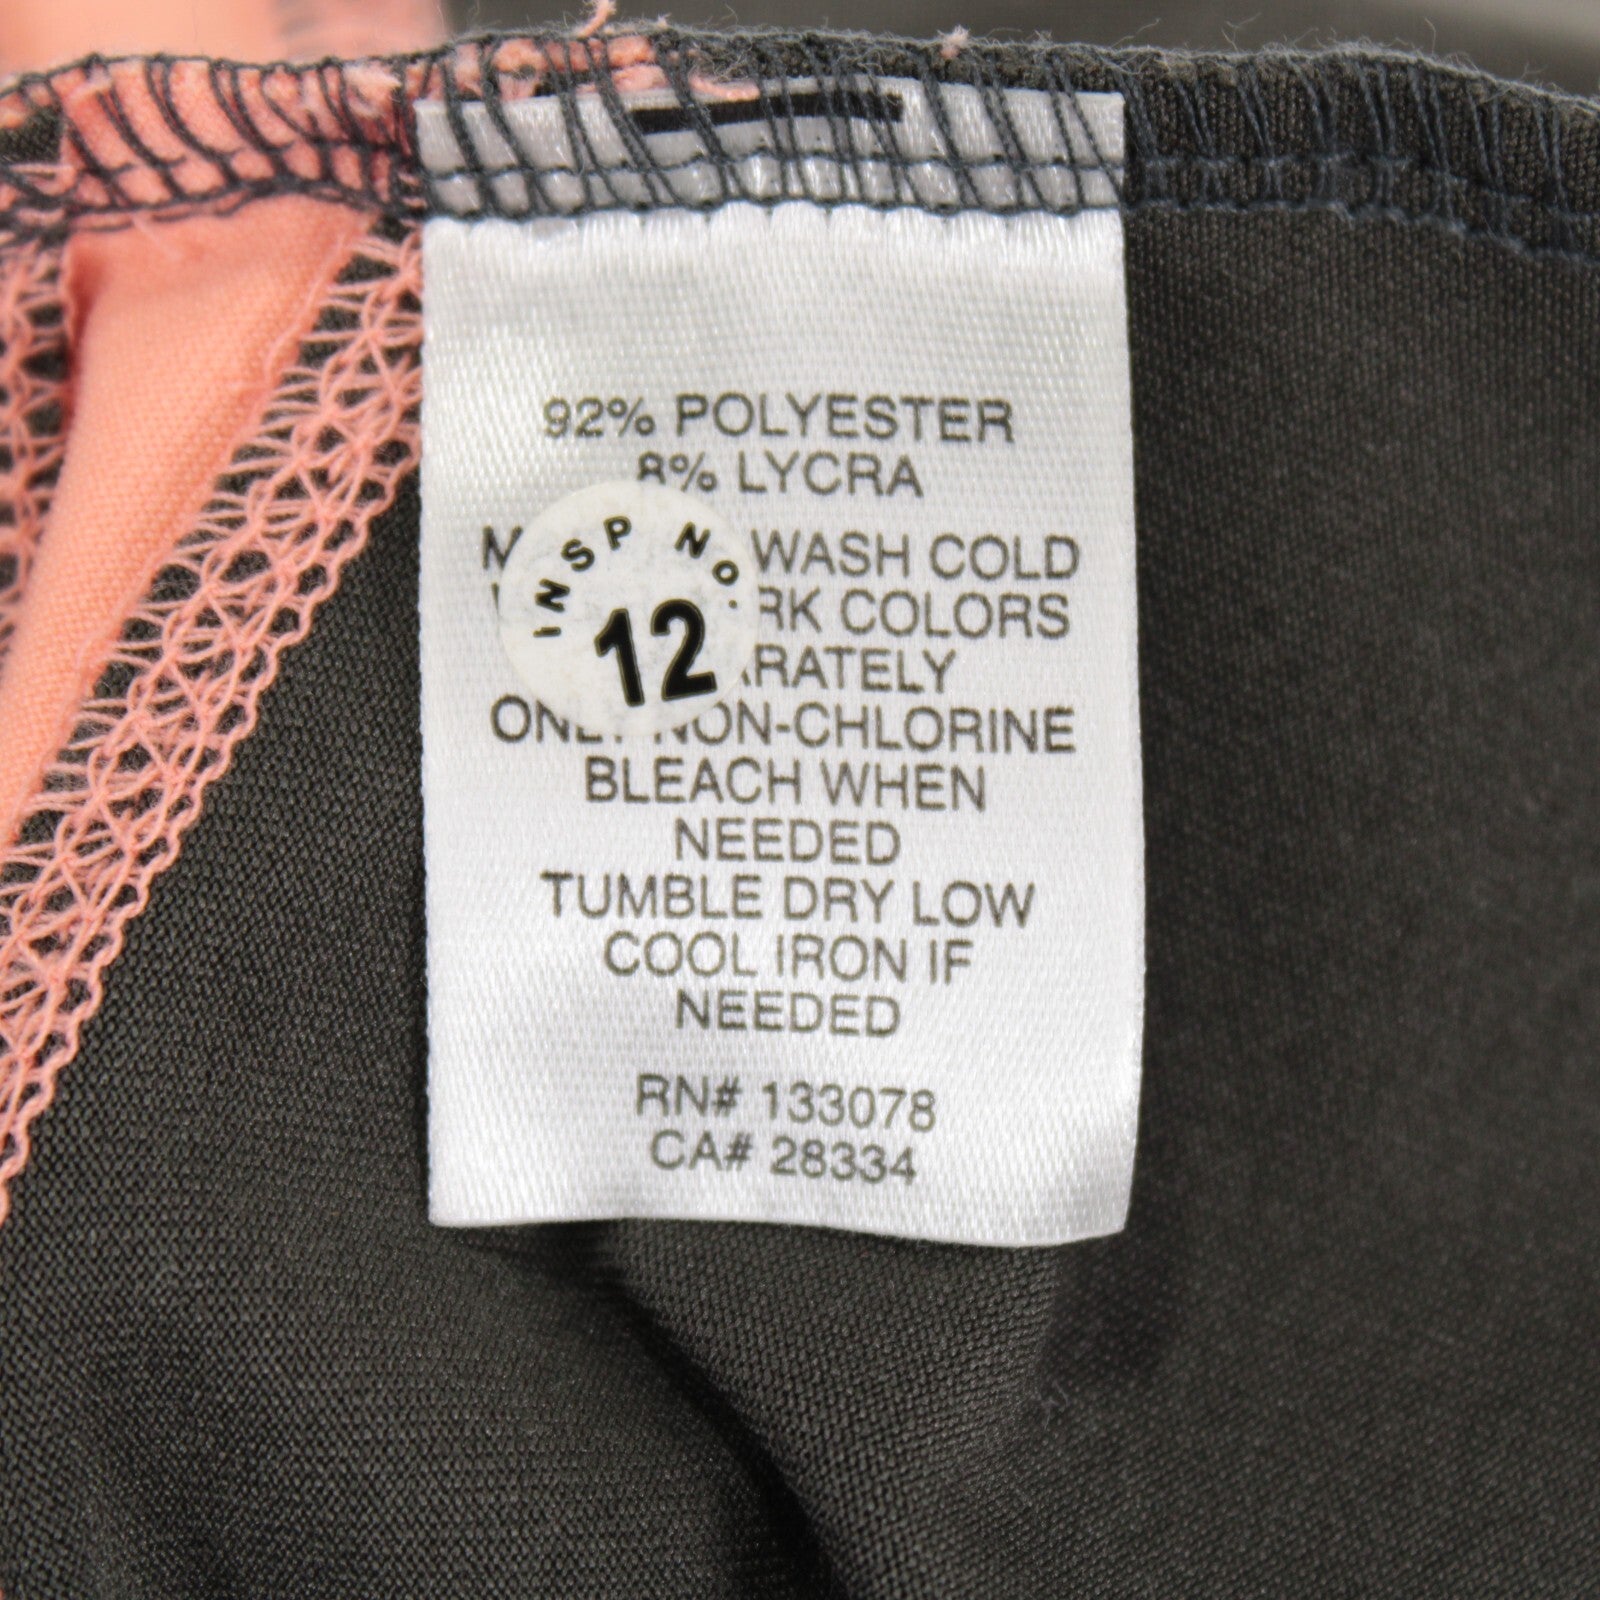 92% POLYESTER
8% LYCRA
WASH COLD
COLORS
NON-CHLORINE
BLEACH WHEN
NEEDED
TUMBLE DRY LOW
COOL IRON IF
NEEDED
RN# 133078
CA# 28334
INSP NO.
12